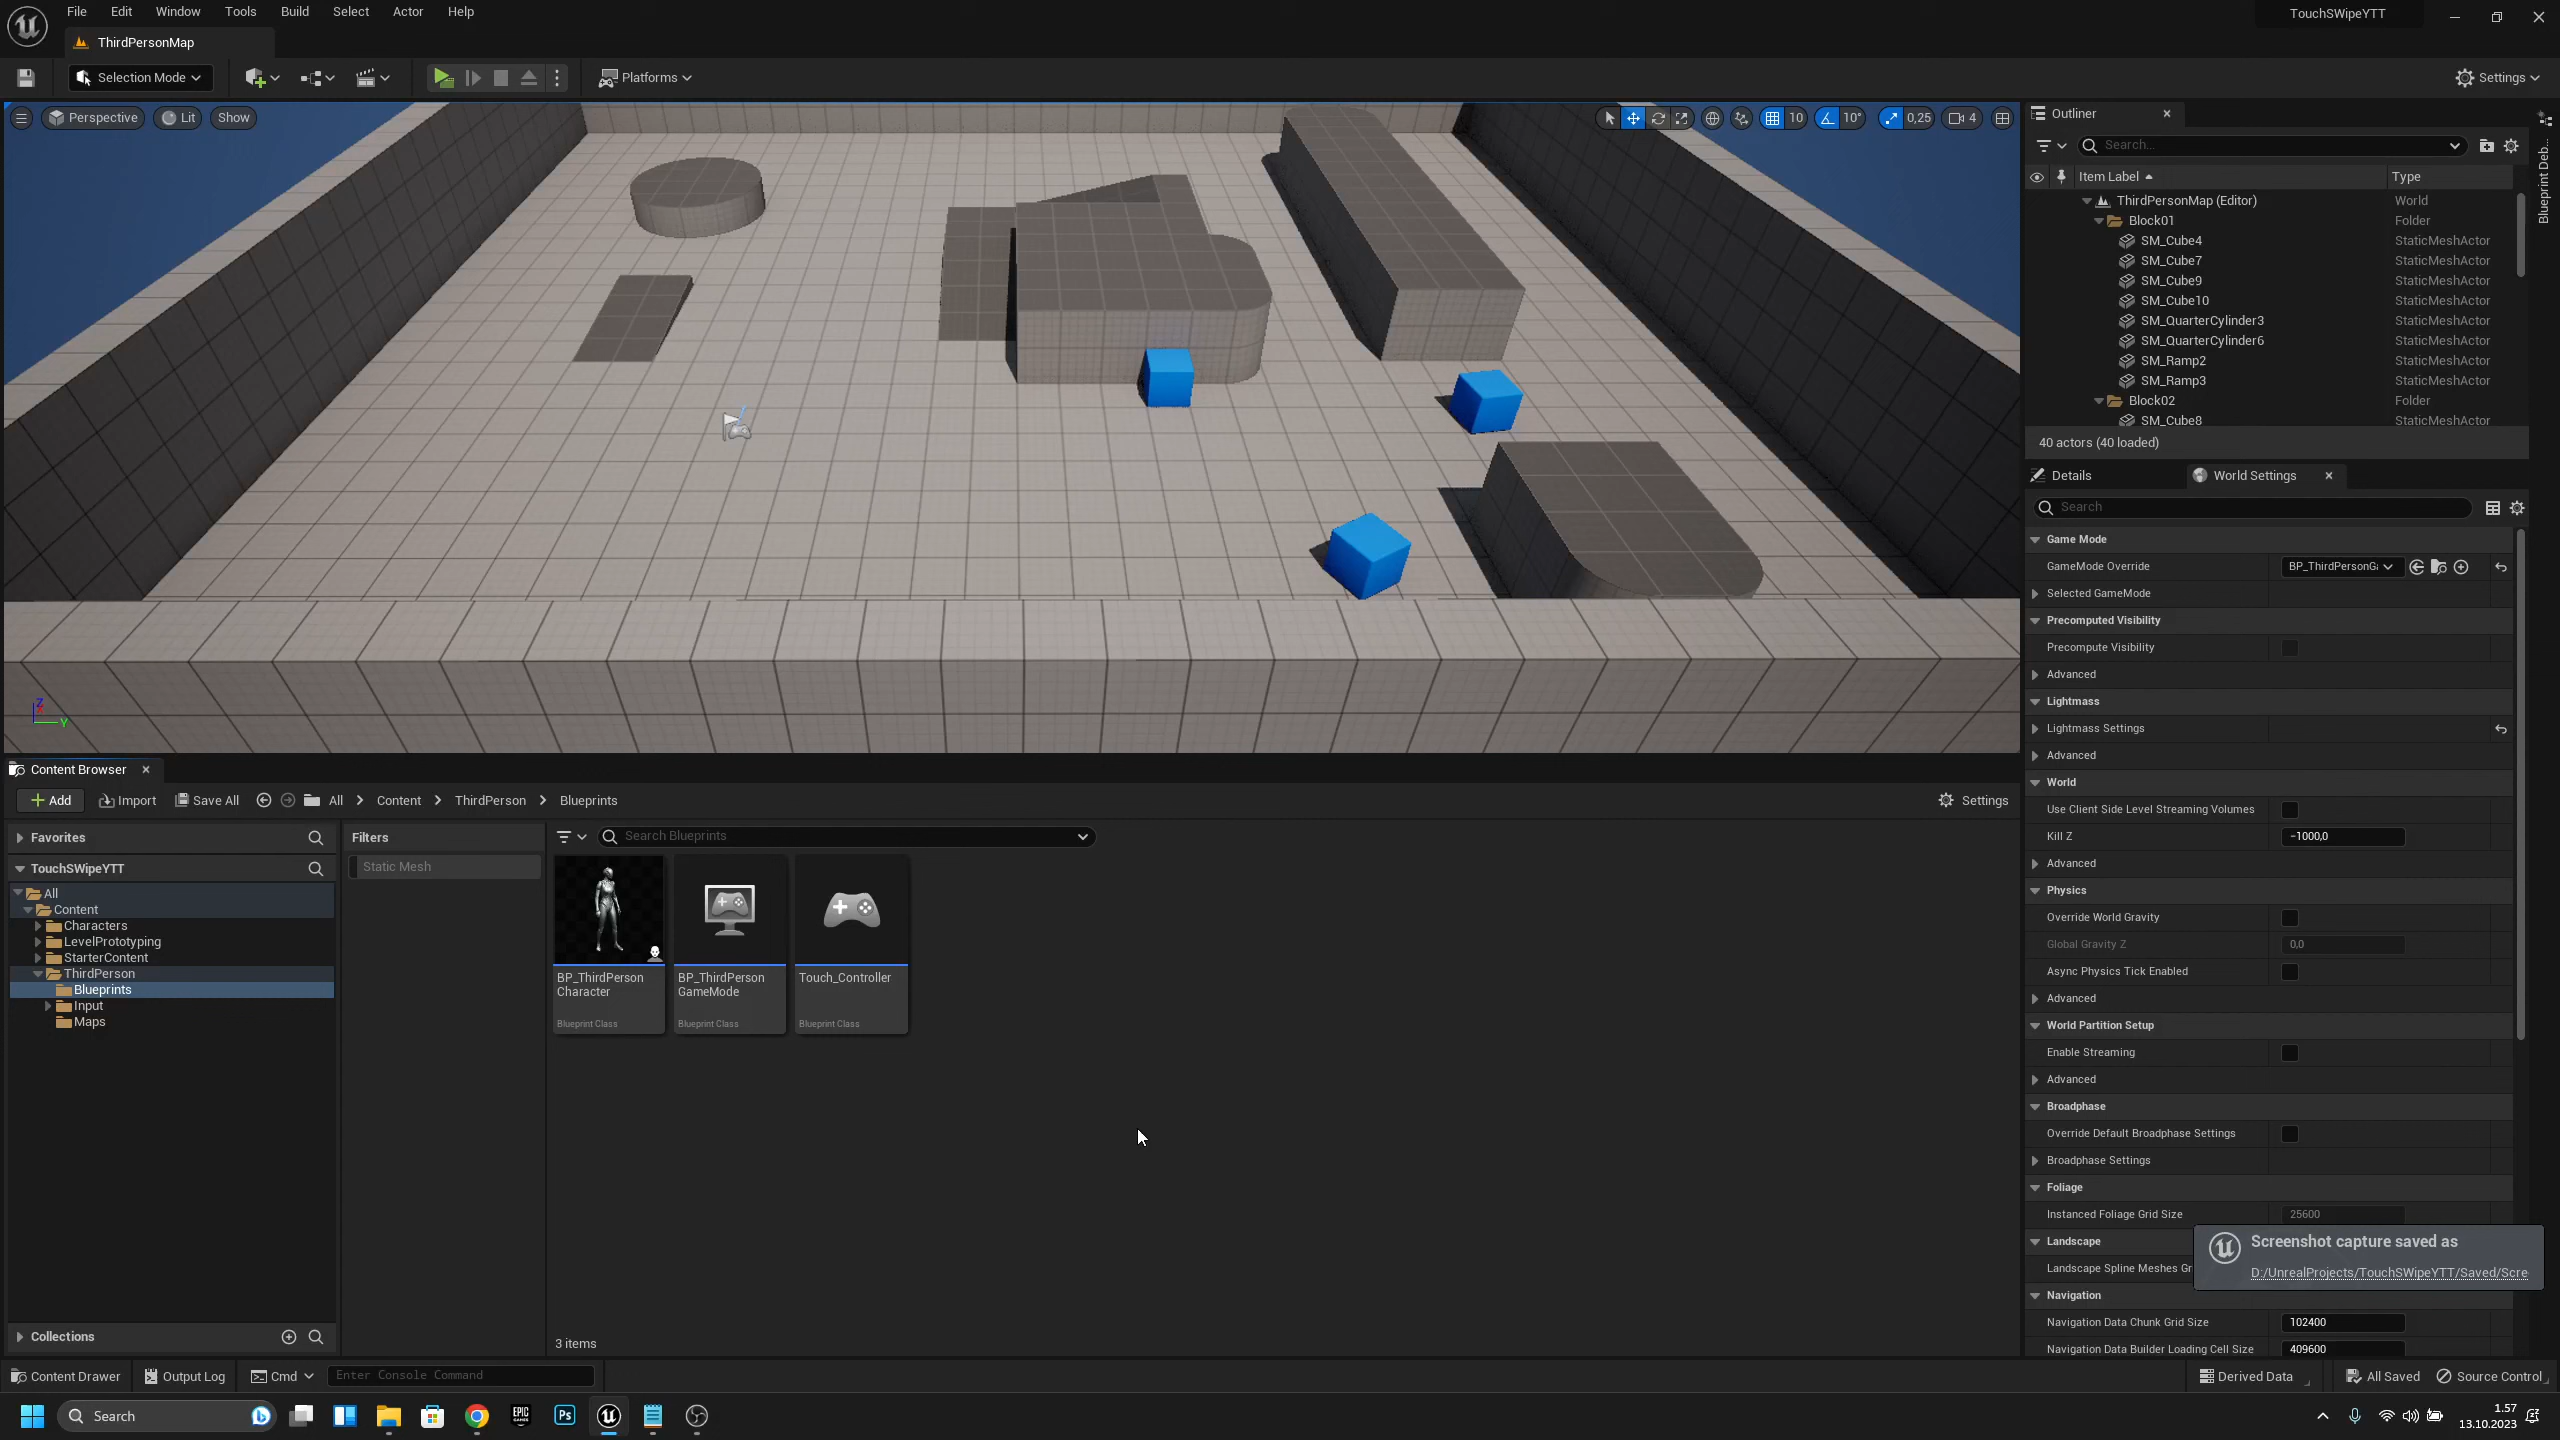 File Edit Window Tools Build Select Actor Help
TouchSWipeYTT
ThirdPersonMap
Selection Mode
Platforms
Settings
Perspective Lit Show
10 10° 0,25 4
Outliner
Search...
Item Label Type
ThirdPersonMap (Editor) World
Block01 Folder
SM_Cube4 StaticMeshActor
SM_Cube7 StaticMeshActor
SM_Cube9 StaticMeshActor
SM_Cube10 StaticMeshActor
SM_QuarterCylinder3 StaticMeshActor
SM_QuarterCylinder6 StaticMeshActor
SM_Ramp2 StaticMeshActor
SM_Ramp3 StaticMeshActor
Block02 Folder
SM_Cube8 StaticMeshActor
40 actors (40 loaded)
Blueprint Deb...
Details World Settings
Search
Game Mode
GameMode Override BP_ThirdPersonGa
Selected GameMode
Precomputed Visibility
Precompute Visibility
Advanced
Lightmass
Lightmass Settings
Advanced
World
Use Client Side Level Streaming Volumes
Kill Z -1000,0
Advanced
Physics
Override World Gravity
Global Gravity Z 0,0
Async Physics Tick Enabled
Advanced
World Partition Setup
Enable Streaming
Advanced
Broadphase
Override Default Broadphase Settings
Broadphase Settings
Foliage
Instanced Foliage Grid Size 25600
Landscape
Landscape Spline Meshes Gr
Navigation
Navigation Data Chunk Grid Size 102400
Navigation Data Builder Loading Cell Size 409600
Screenshot capture saved as
D:/UnrealProjects/TouchSWipeYTT/Saved/Scre
Z
Y
Content Browser
Add Import Save All All Content ThirdPerson Blueprints Settings
Favorites
TouchSWipeYTT
All
Content
Characters
LevelPrototyping
StarterContent
ThirdPerson
Blueprints
Input
Maps
Collections
Filters
Static Mesh
Search Blueprints
BP_ThirdPerson
Character
Blueprint Class
BP_ThirdPerson
GameMode
Blueprint Class
Touch_Controller
Blueprint Class
3 items
Content Drawer Output Log Cmd Enter Console Command
Derived Data All Saved Source Control
Search
EPIC
GAMES
Ps
1.57
13.10.2023